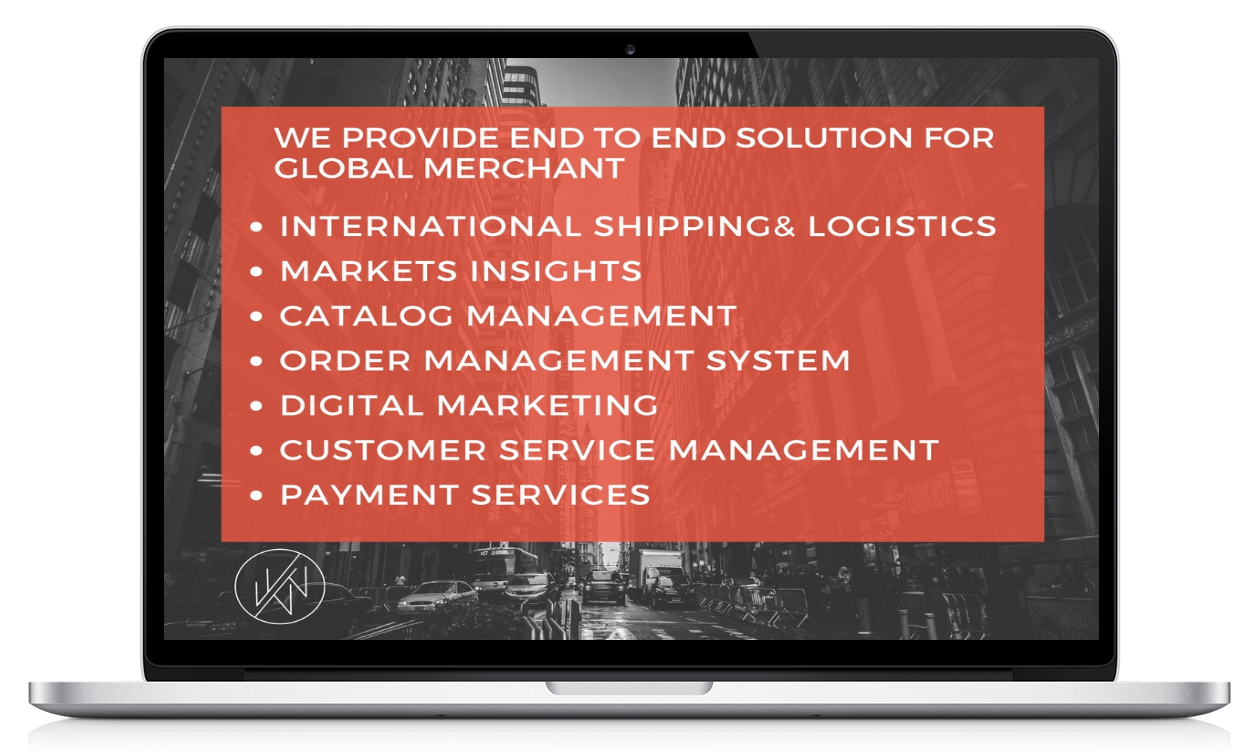 WE PROVIDE END TO END SOLUTION FOR
GLOBAL MERCHANT
• INTERNATIONAL SHIPPING& LOGISTICS
• MARKETS INSIGHTS
• CATALOG MANAGEMENT
• ORDER MANAGEMENT SYSTEM
• DIGITAL MARKETING
• CUSTOMER SERVICE MANAGEMENT
• PAYMENT SERVICES